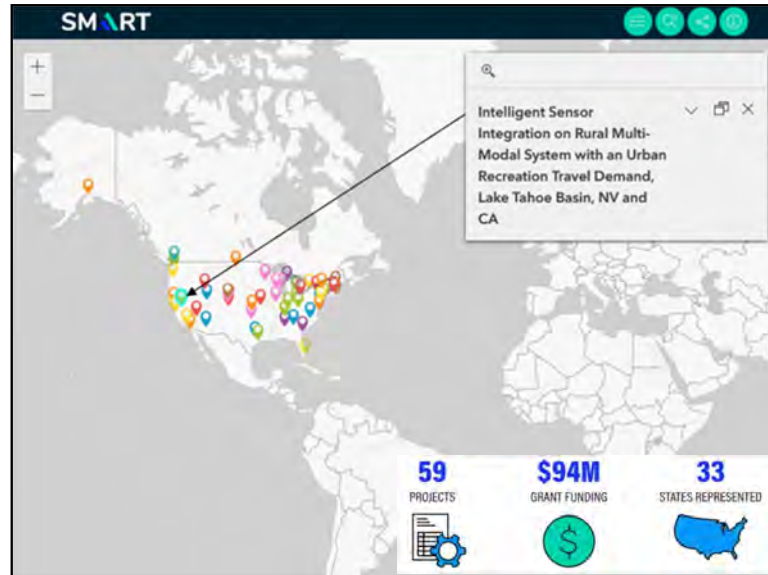 SMART
+
−
Intelligent Sensor
Integration on Rural Multi-
Modal System with an Urban
Recreation Travel Demand,
Lake Tahoe Basin, NV and
CA
59
PROJECTS
$94M
GRANT FUNDING
33
STATES REPRESENTED
$